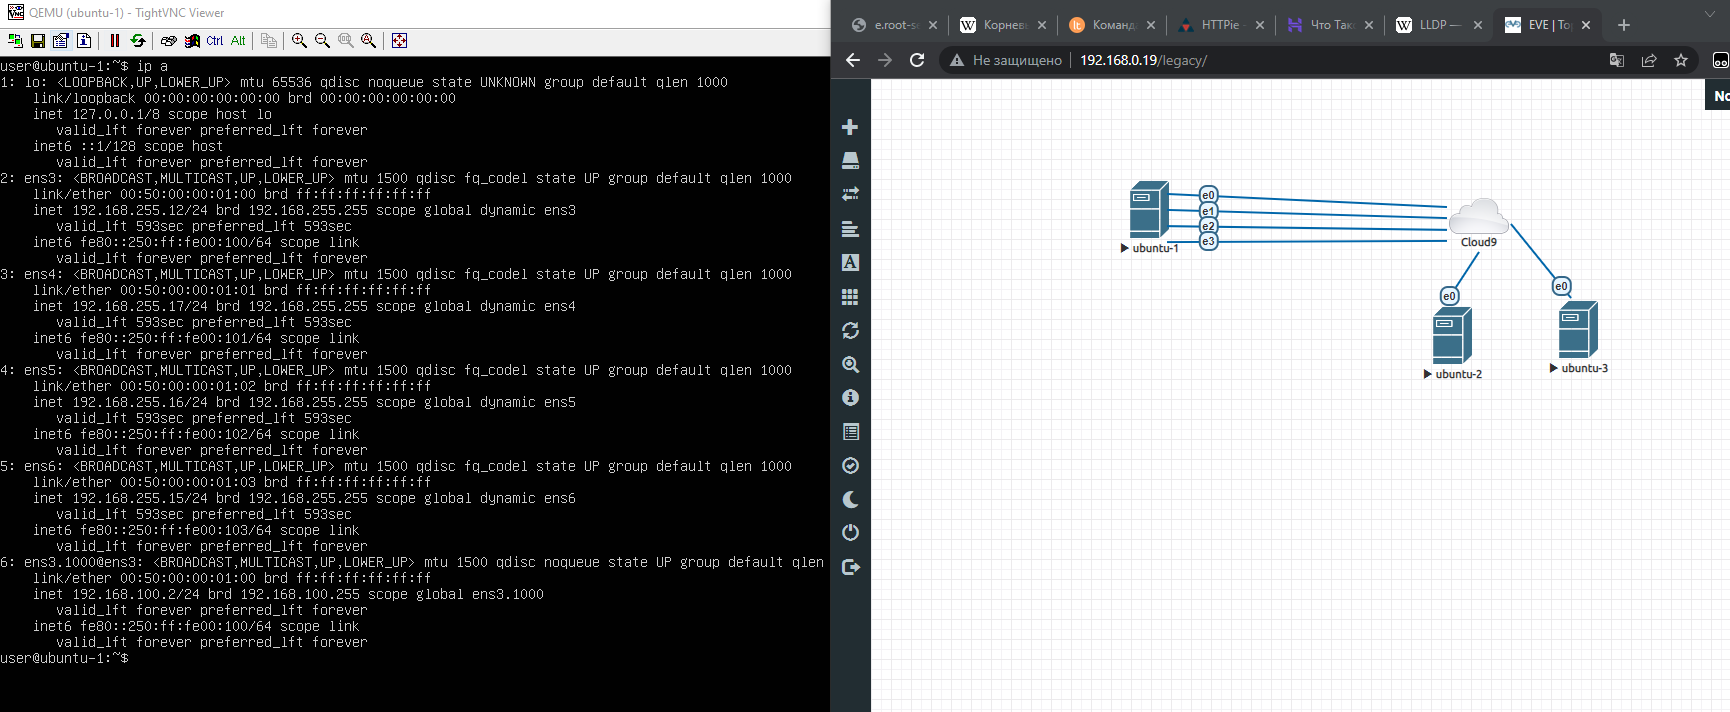 QEMU (ubuntu-1) - TightVNC Viewer
Ctrl Alt
user@ubuntu-1:~$ ip a
1: lo: <LOOPBACK,UP,LOWER_UP> mtu 65536 qdisc noqueue state UNKNOWN group default qlen 1000
link/loopback 00:00:00:00:00:00 brd 00:00:00:00:00:00
inet 127.0.0.1/8 scope host lo
valid_lft forever preferred_lft forever
inet6 ::1/128 scope host
valid_lft forever preferred_lft forever
2: ens3: <BROADCAST,MULTICAST,UP,LOWER_UP> mtu 1500 qdisc fq_codel state UP group default qlen 1000
link/ether 00:50:00:00:01:00 brd ff:ff:ff:ff:ff:ff
inet 192.168.255.12/24 brd 192.168.255.255 scope global dynamic ens3
valid_lft 593sec preferred_lft 593sec
inet6 fe80::250:ff:fe00:100/64 scope link
valid_lft forever preferred_lft forever
3: ens4: <BROADCAST,MULTICAST,UP,LOWER_UP> mtu 1500 qdisc fq_codel state UP group default qlen 1000
link/ether 00:50:00:00:01:01 brd ff:ff:ff:ff:ff:ff
inet 192.168.255.17/24 brd 192.168.255.255 scope global dynamic ens4
valid_lft 593sec preferred_lft 593sec
inet6 fe80::250:ff:fe00:101/64 scope link
valid_lft forever preferred_lft forever
4: ens5: <BROADCAST,MULTICAST,UP,LOWER_UP> mtu 1500 qdisc fq_codel state UP group default qlen 1000
link/ether 00:50:00:00:01:02 brd ff:ff:ff:ff:ff:ff
inet 192.168.255.16/24 brd 192.168.255.255 scope global dynamic ens5
valid_lft 593sec preferred_lft 593sec
inet6 fe80::250:ff:fe00:102/64 scope link
valid_lft forever preferred_lft forever
5: ens6: <BROADCAST,MULTICAST,UP,LOWER_UP> mtu 1500 qdisc fq_codel state UP group default qlen 1000
link/ether 00:50:00:00:01:03 brd ff:ff:ff:ff:ff:ff
inet 192.168.255.15/24 brd 192.168.255.255 scope global dynamic ens6
valid_lft 593sec preferred_lft 593sec
inet6 fe80::250:ff:fe00:103/64 scope link
valid_lft forever preferred_lft forever
6: ens3.1000@ens3: <BROADCAST,MULTICAST,UP,LOWER_UP> mtu 1500 qdisc noqueue state UP group default qlen
link/ether 00:50:00:00:01:00 brd ff:ff:ff:ff:ff:ff
inet 192.168.100.2/24 brd 192.168.100.255 scope global ens3.1000
valid_lft forever preferred_lft forever
inet6 fe80::250:ff:fe00:100/64 scope link
valid_lft forever preferred_lft forever
user@ubuntu-1:~$
e.root-se Корневы Команда HTTPie Что Так LLDP — EVE | Top
Не защищено 192.168.0.19/legacy/
No
e0
e1
e2
e3
ubuntu-1
Cloud9
e0
e0
ubuntu-2
ubuntu-3